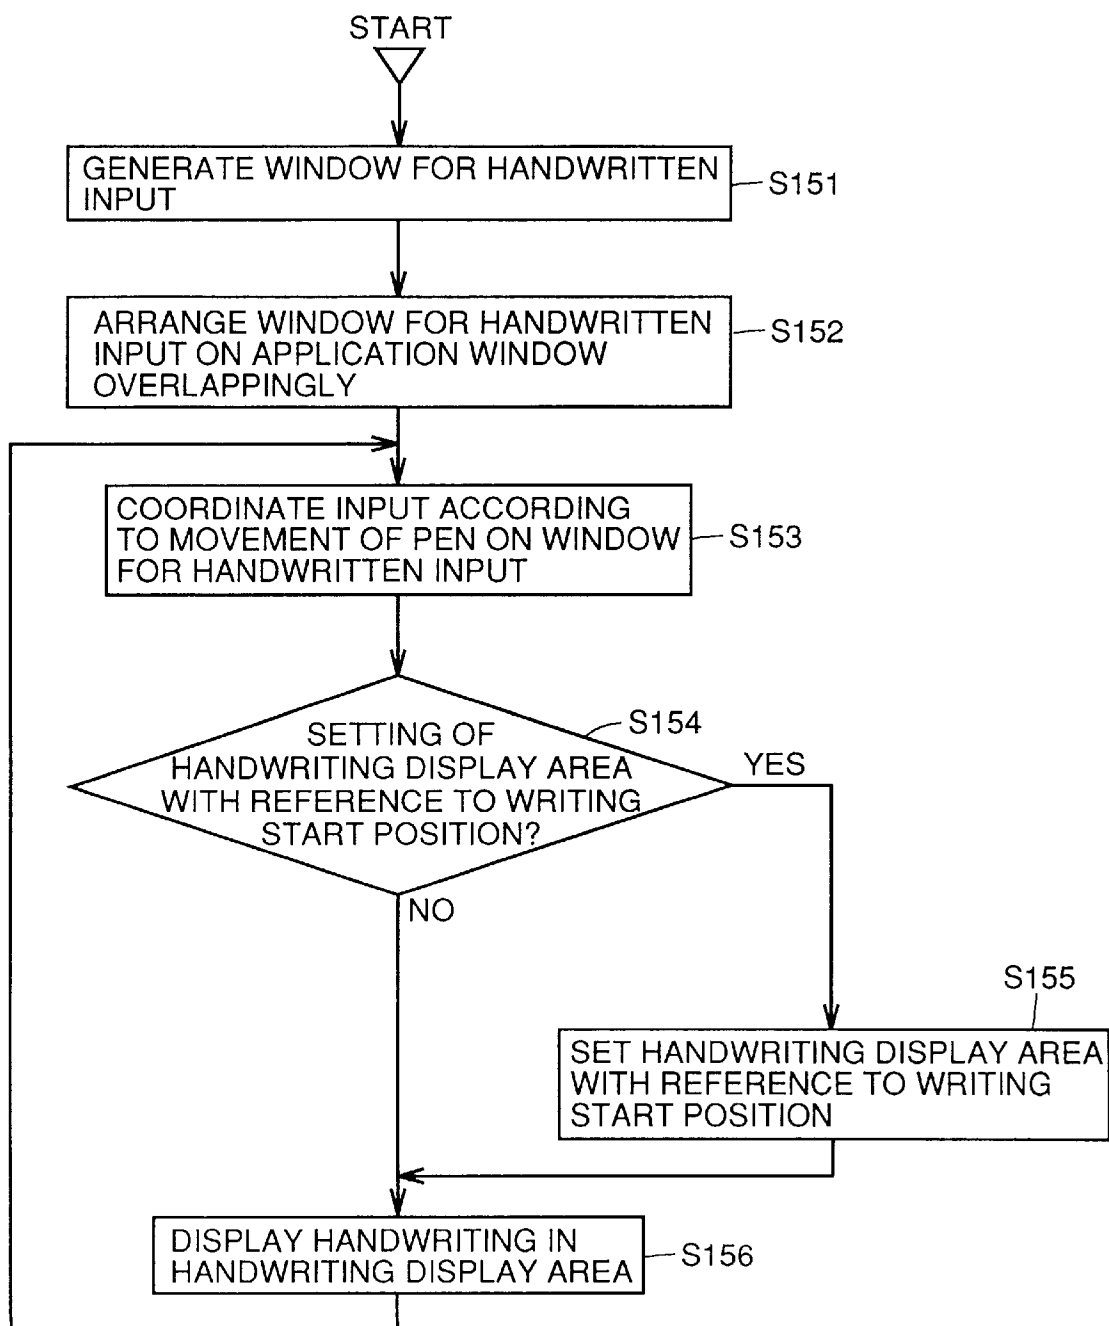 START
GENERATE WINDOW FOR HANDWRITTEN
INPUT
S151
ARRANGE WINDOW FOR HANDWRITTEN
INPUT ON APPLICATION WINDOW
OVERLAPPINGLY
S152
COORDINATE INPUT ACCORDING
TO MOVEMENT OF PEN ON WINDOW
FOR HANDWRITTEN INPUT
S153
SETTING OF
HANDWRITING DISPLAY AREA
WITH REFERENCE TO WRITING
START POSITION?
S154
YES
NO
S155
SET HANDWRITING DISPLAY AREA
WITH REFERENCE TO WRITING
START POSITION
DISPLAY HANDWRITING IN
HANDWRITING DISPLAY AREA
S156